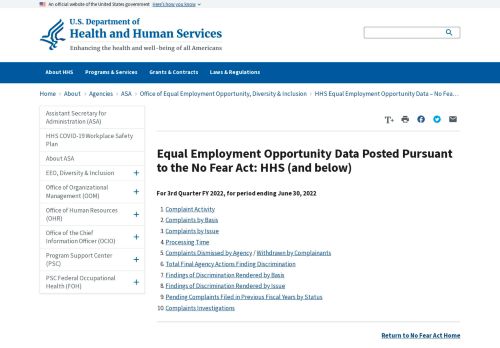 An official website of the United States government Here's how you know
U.S. Department of
Health and Human Services
Enhancing the health and well-being of all Americans
About HHS Programs & Services Grants & Contracts Laws & Regulations
Home > About > Agencies > ASA > Office of Equal Employment Opportunity, Diversity & Inclusion > HHS Equal Employment Opportunity Data – No Fea...
Assistant Secretary for
Administration (ASA)
HHS COVID-19 Workplace Safety
Plan
About ASA
EEO, Diversity & Inclusion +
Office of Organizational
Management (OOM) +
Office of Human Resources
(OHR) +
Office of the Chief
Information Officer (OCIO) +
Program Support Center
(PSC) +
PSC Federal Occupational
Health (FOH) +
T+
Equal Employment Opportunity Data Posted Pursuant
to the No Fear Act: HHS (and below)
For 3rd Quarter FY 2022, for period ending June 30, 2022
1. Complaint Activity
2. Complaints by Basis
3. Complaints by Issue
4. Processing Time
5. Complaints Dismissed by Agency / Withdrawn by Complainants
6. Total Final Agency Actions Finding Discrimination
7. Findings of Discrimination Rendered by Basis
8. Findings of Discrimination Rendered by Issue
9. Pending Complaints Filed in Previous Fiscal Years by Status
10. Complaints Investigations
Return to No Fear Act Home